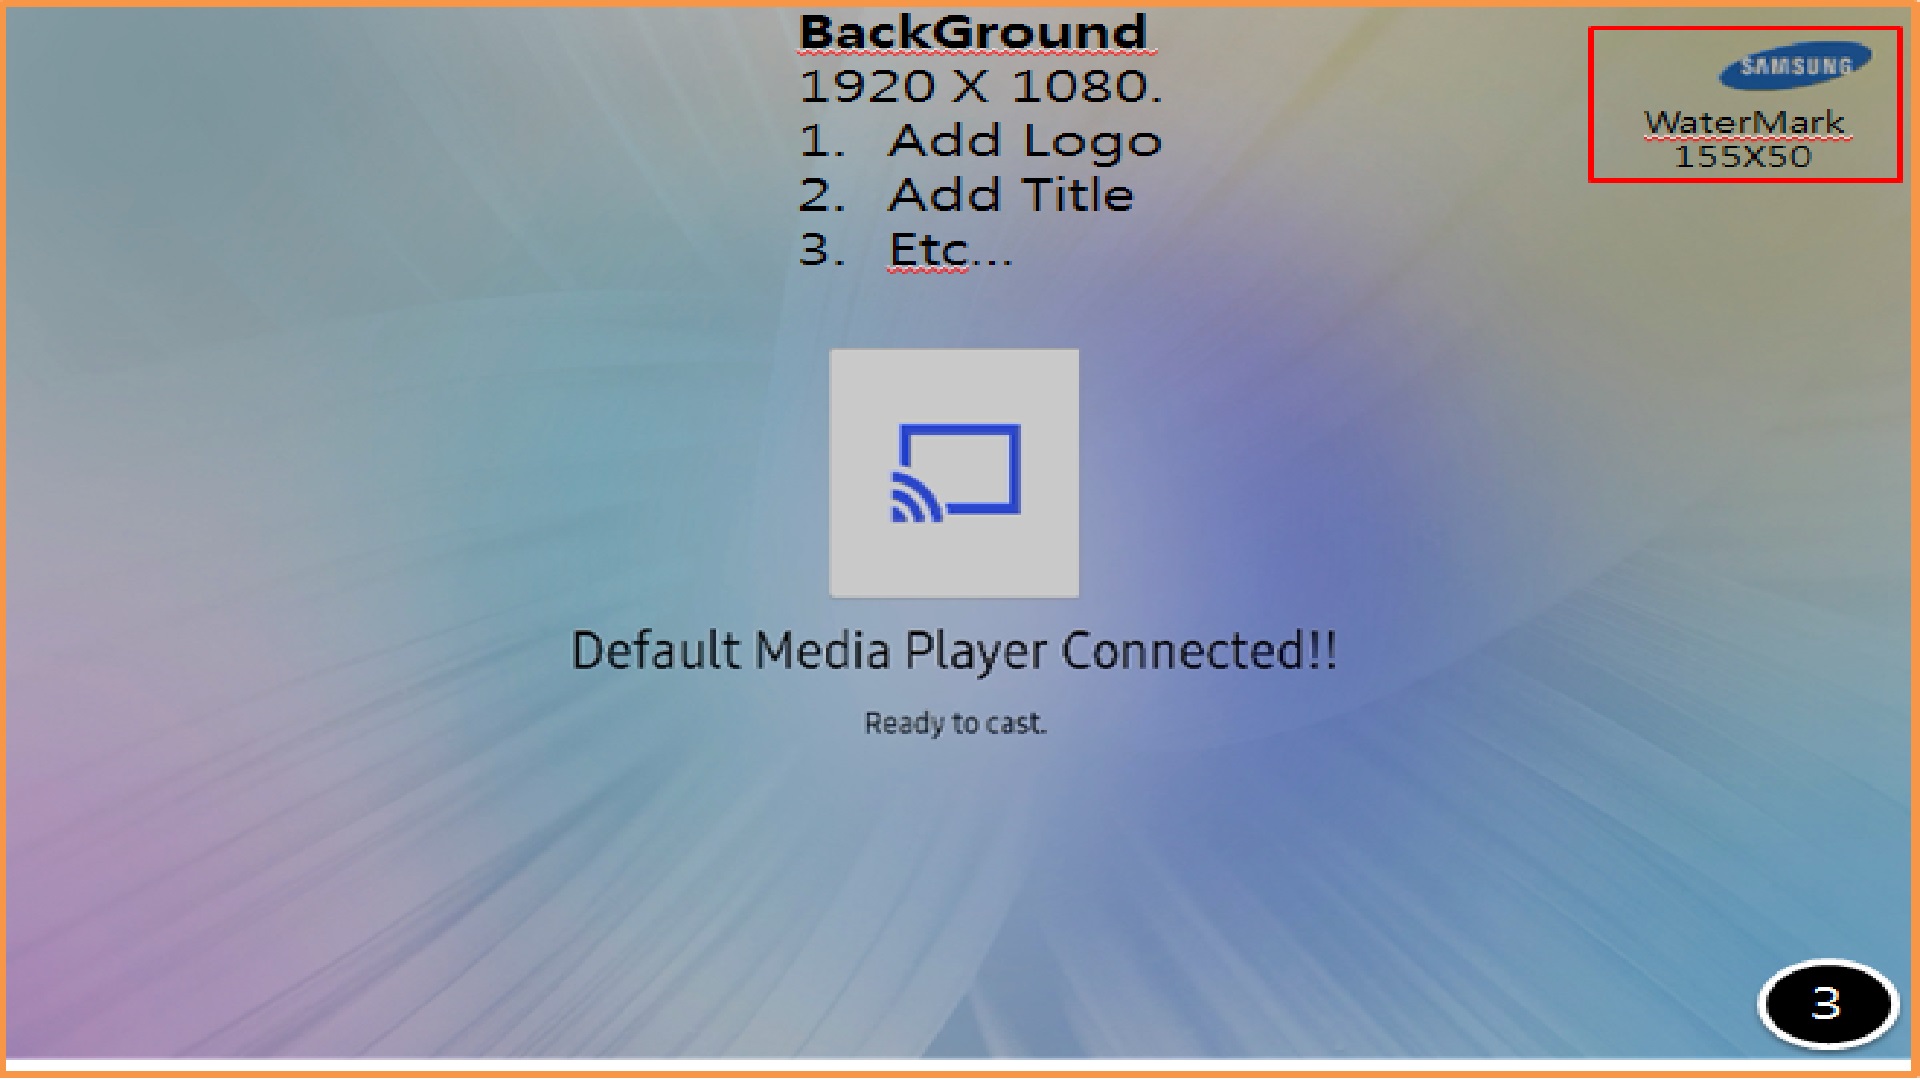 BackGround
1920 X 1080.
1. Add Logo
2. Add Title
3. Etc...
SAMSUNG
WaterMark
155X50
Default Media Player Connected!!
Ready to cast.
3